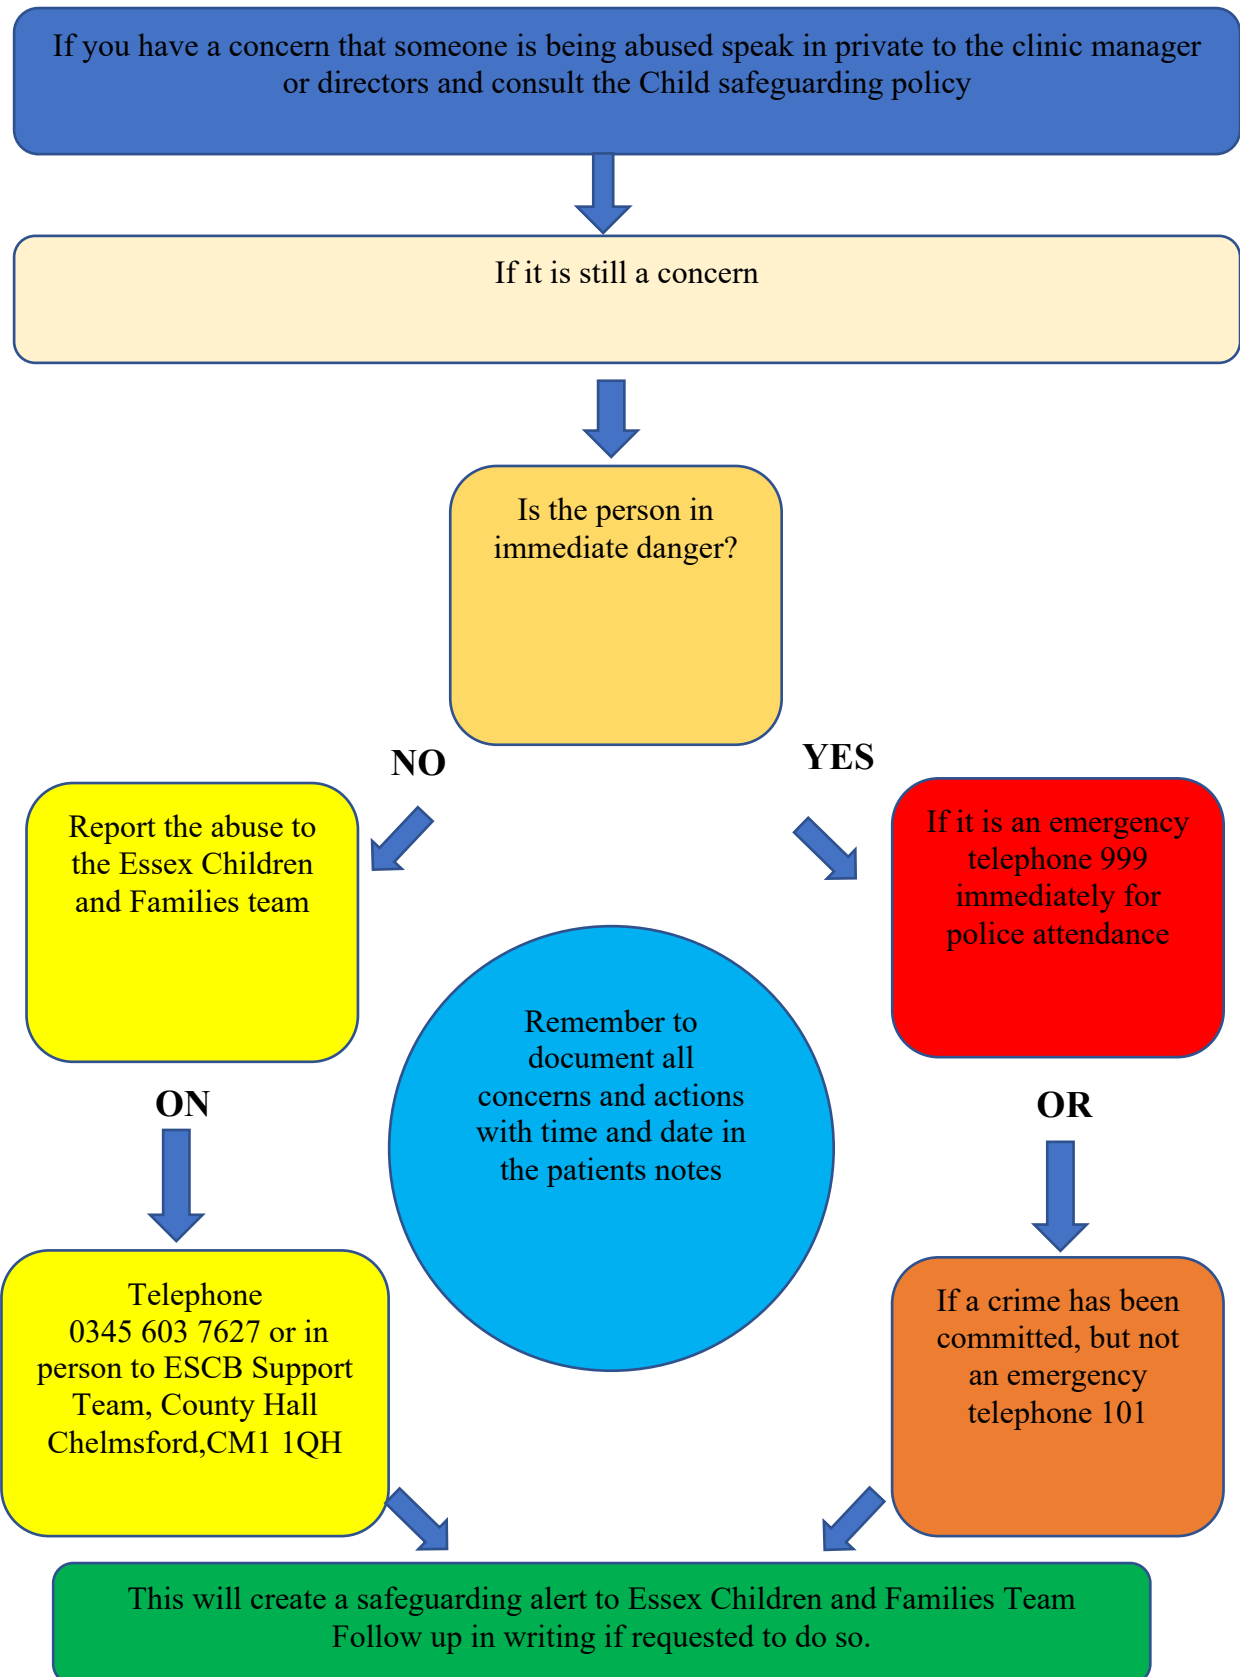 If you have a concern that someone is being abused speak in private to the clinic manager
or directors and consult the Child safeguarding policy
If it is still a concern
Is the person in
immediate danger?
NO
YES
Report the abuse to
the Essex Children
and Families team
If it is an emergency
telephone 999
immediately for
police attendance
Remember to
document all
concerns and actions
with time and date in
the patients notes
ON
OR
Telephone
0345 603 7627 or in
person to ESCB Support
Team, County Hall
Chelmsford,CM1 1QH
If a crime has been
committed, but not
an emergency
telephone 101
This will create a safeguarding alert to Essex Children and Families Team
Follow up in writing if requested to do so.